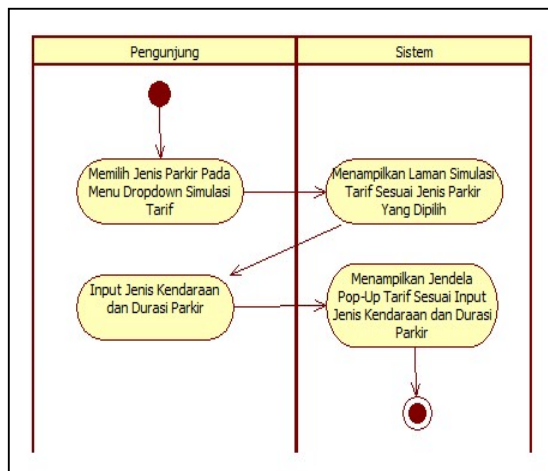 Pengunjung
Sistem
Memilih Jenis Parkir Pada
Menu Dropdown Simulasi
Tarif
Menampilkan Laman Simulasi
Tarif Sesuai Jenis Parkir
Yang Dipilih
Input Jenis Kendaraan
dan Durasi Parkir
Menampilkan Jendela
Pop-Up Tarif Sesuai Input
Jenis Kendaraan dan Durasi
Parkir